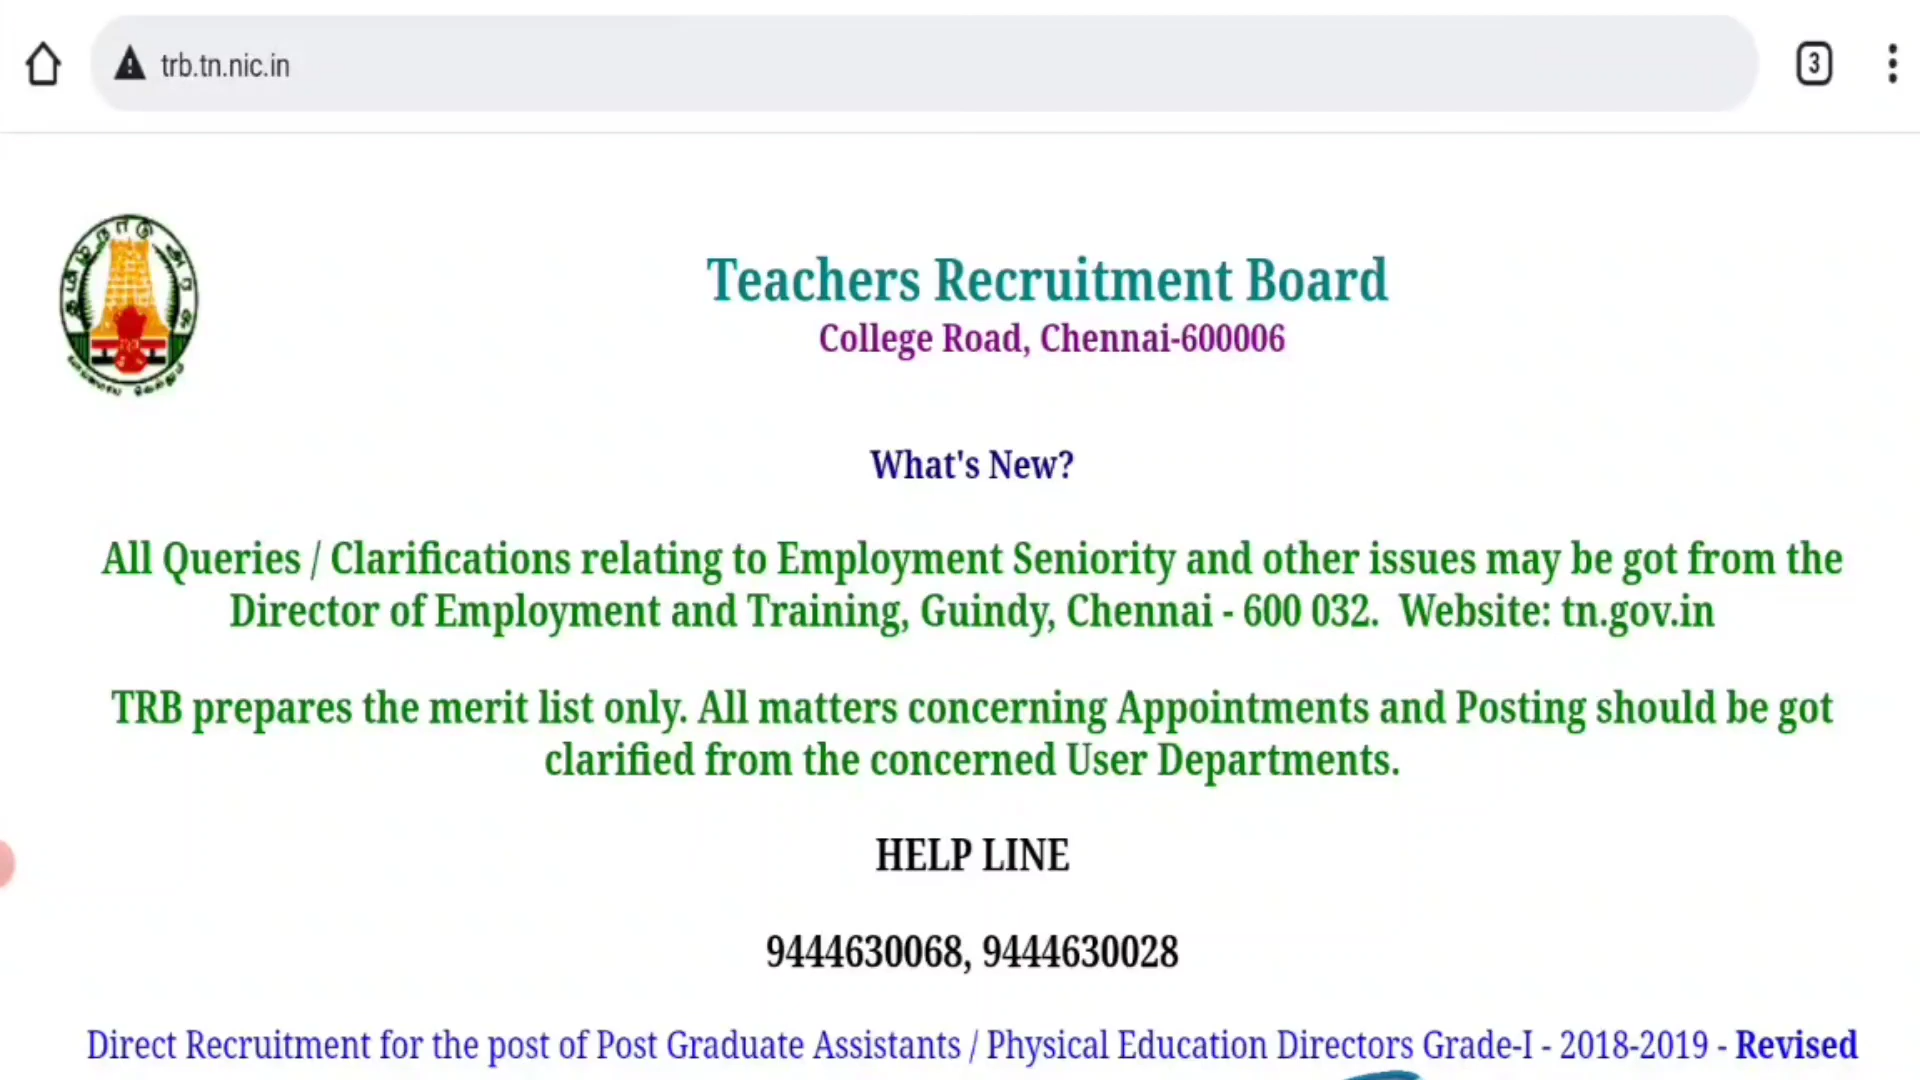 trb.tn.nic.in
3
தமிழ்நாடு அரசு
Teachers Recruitment Board
College Road, Chennai-600006
What's New?
All Queries / Clarifications relating to Employment Seniority and other issues may be got from the
Director of Employment and Training, Guindy, Chennai - 600 032.  Website: tn.gov.in
TRB prepares the merit list only. All matters concerning Appointments and Posting should be got
clarified from the concerned User Departments.
HELP LINE
9444630068, 9444630028
Direct Recruitment for the post of Post Graduate Assistants / Physical Education Directors Grade-I - 2018-2019 - Revised